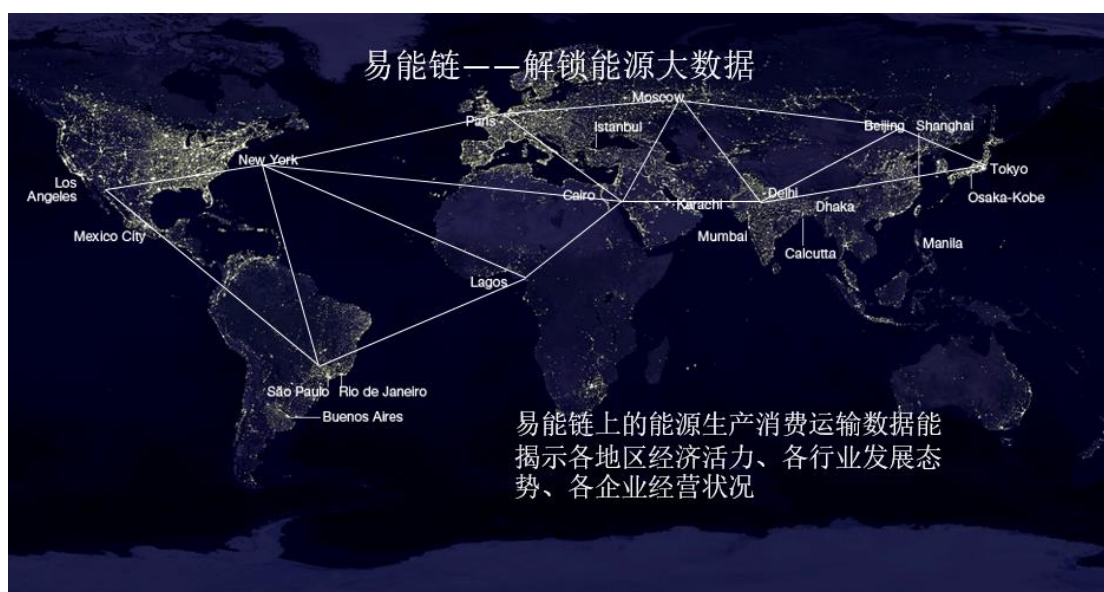 易能链——解锁能源大数据
Moscow
Paris
Istanbul
Beijing
Shanghai
New York
Tokyo
Los
Angeles
Cairo
Karachi
Delhi
Osaka-Kobe
Dhaka
Mexico City
Mumbai
Calcutta
Manila
Lagos
São Paulo
Rio de Janeiro
Buenos Aires
易能链上的能源生产消费运输数据能
揭示各地区经济活力、各行业发展态
势、各企业经营状况